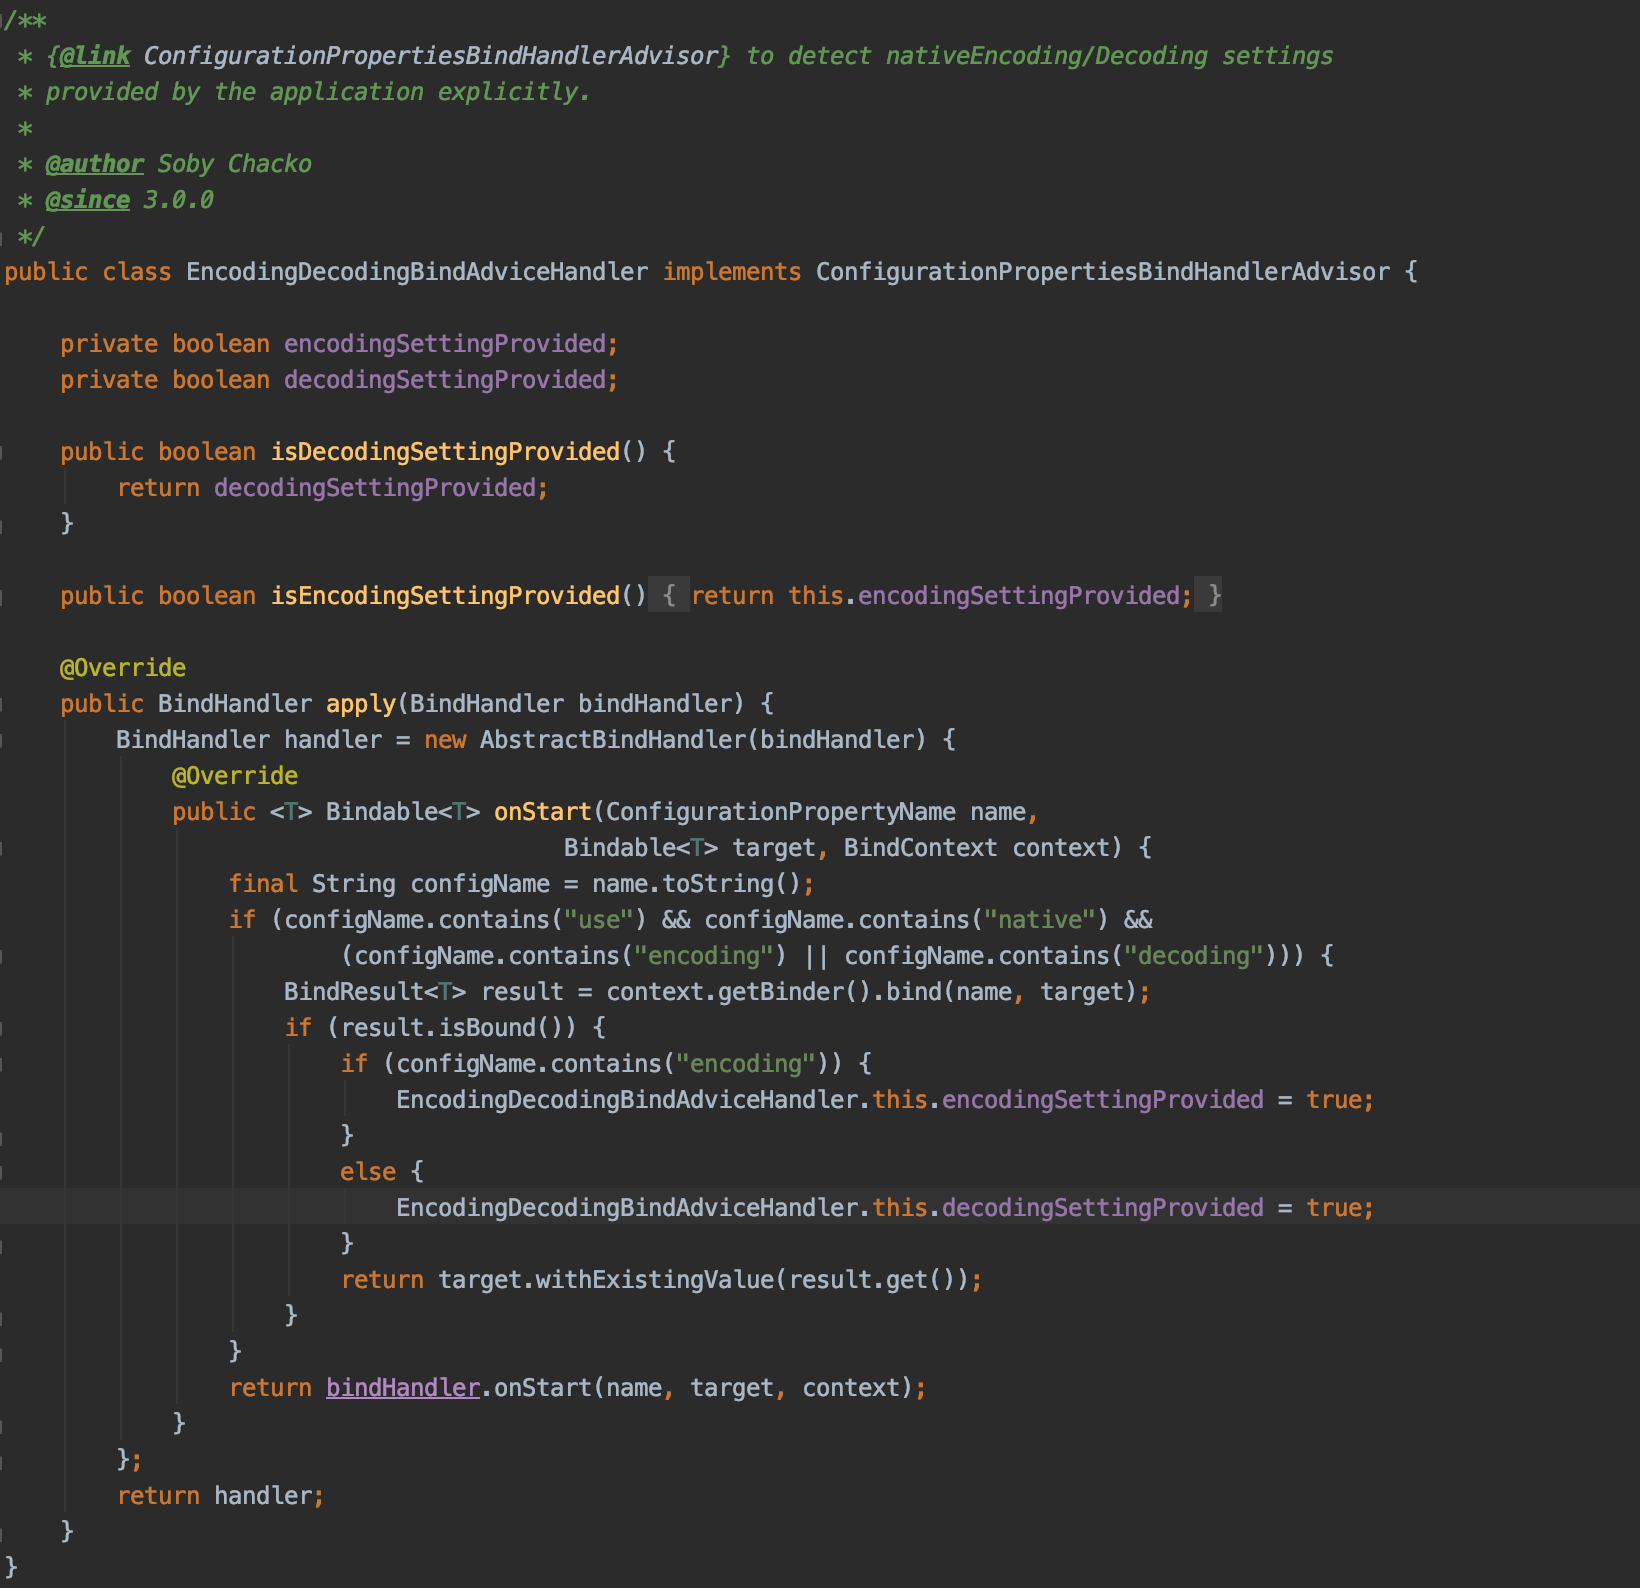 /**
 * {@link ConfigurationPropertiesBindHandlerAdvisor} to detect nativeEncoding/Decoding settings
 * provided by the application explicitly.
 *
 * @author Soby Chacko
 * @since 3.0.0
 */
public class EncodingDecodingBindAdviceHandler implements ConfigurationPropertiesBindHandlerAdvisor {

    private boolean encodingSettingProvided;
    private boolean decodingSettingProvided;

    public boolean isDecodingSettingProvided() {
        return decodingSettingProvided;
    }

    public boolean isEncodingSettingProvided() { return this.encodingSettingProvided; }

    @Override
    public BindHandler apply(BindHandler bindHandler) {
        BindHandler handler = new AbstractBindHandler(bindHandler) {
            @Override
            public <T> Bindable<T> onStart(ConfigurationPropertyName name,
                                        Bindable<T> target, BindContext context) {
                final String configName = name.toString();
                if (configName.contains("use") && configName.contains("native") &&
                        (configName.contains("encoding") || configName.contains("decoding"))) {
                    BindResult<T> result = context.getBinder().bind(name, target);
                    if (result.isBound()) {
                        if (configName.contains("encoding")) {
                            EncodingDecodingBindAdviceHandler.this.encodingSettingProvided = true;
                        }
                        else {
                            EncodingDecodingBindAdviceHandler.this.decodingSettingProvided = true;
                        }
                        return target.withExistingValue(result.get());
                    }
                }
                return bindHandler.onStart(name, target, context);
            }
        };
        return handler;
    }
}